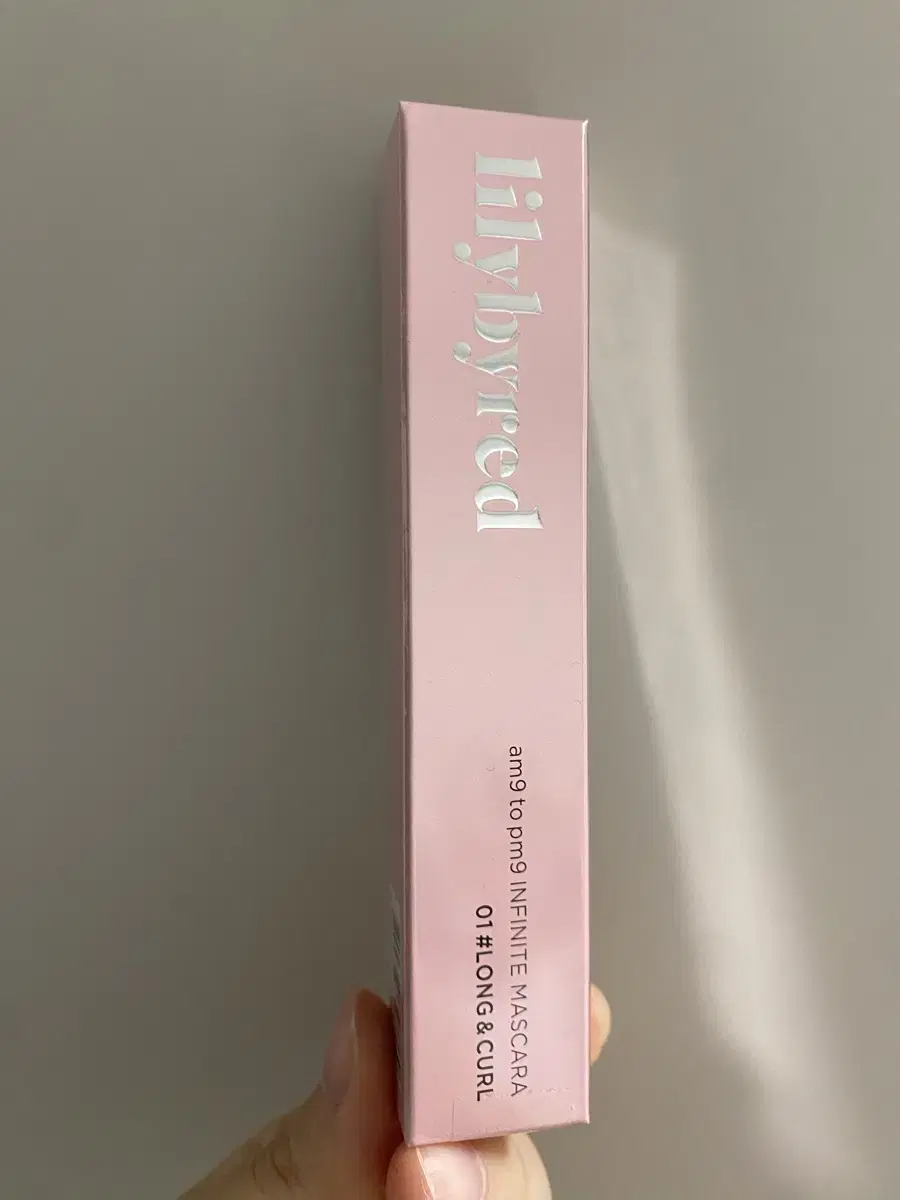 lilybyred
am9 to pm9 INFINITE MASCARA
01 #LONG & CURL